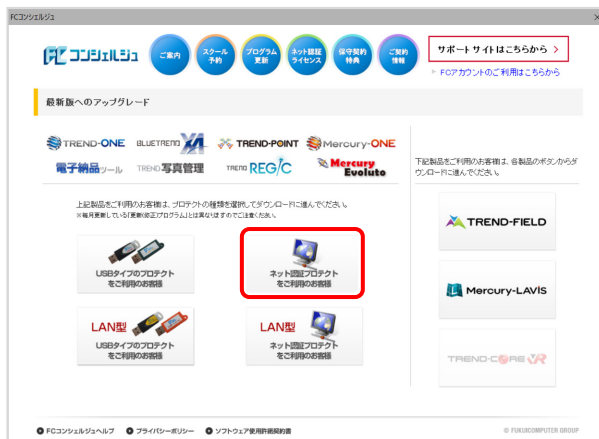 FCコンシェルジュ
FCコンシェルジュ
ご案内
スクール
予約
プログラム
更新
ネット認証
ライセンス
保守契約
特典
ご契約
情報
サポートサイトはこちらから >
FCアカウントのご利用はこちらから
最新版へのアップグレード
TREND-ONE BLUETREND XA TREND-POINT Mercury-ONE
電子納品ツール TREND写真管理 TREND REG/C Mercury Evoluto
下記製品をご利用のお客様は、各製品のボタンからダ
ウンロードに進んでください。
上記製品をご利用のお客様は、プロテクトの種類を選択してダウンロードに進んでください。
※毎月更新している「更新(修正)プログラム」とは異なりますのでご注意ください。
USBタイプのプロテクト
をご利用のお客様
ネット認証プロテクト
をご利用のお客様
LAN型
USBタイプのプロテクト
をご利用のお客様
LAN型
ネット認証プロテクト
をご利用のお客様
TREND-FIELD
Mercury-LAVIS
TREND-CORE VR
FCコンシェルジュヘルプ プライバシーポリシー ソフトウェア使用許諾契約書
© FUKUICOMPUTER GROUP